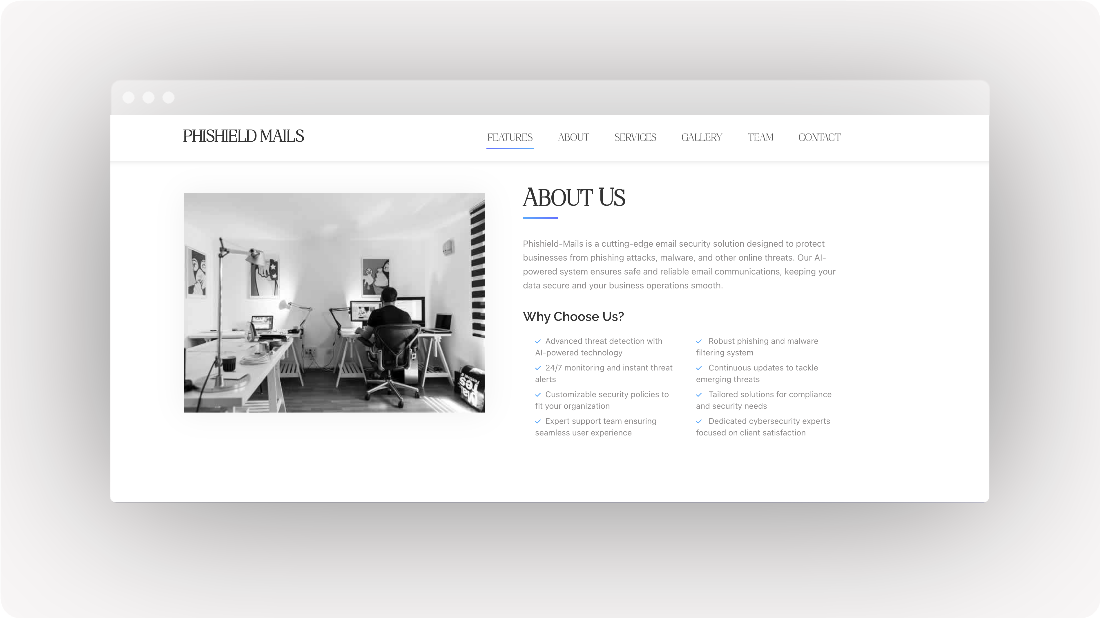 PHISHIELD MAILS
FEATURES ABOUT SERVICES GALLERY TEAM CONTACT
About Us
Phishield-Mails is a cutting-edge email security solution designed to protect
businesses from phishing attacks, malware, and other online threats. Our AI-
powered system ensures safe and reliable email communications, keeping your
data secure and your business operations smooth.
Why Choose Us?
Advanced threat detection with
AI-powered technology
24/7 monitoring and instant threat
alerts
Customizable security policies to
fit your organization
Expert support team ensuring
seamless user experience
Robust phishing and malware
filtering system
Continuous updates to tackle
emerging threats
Tailored solutions for compliance
and security needs
Dedicated cybersecurity experts
focused on client satisfaction